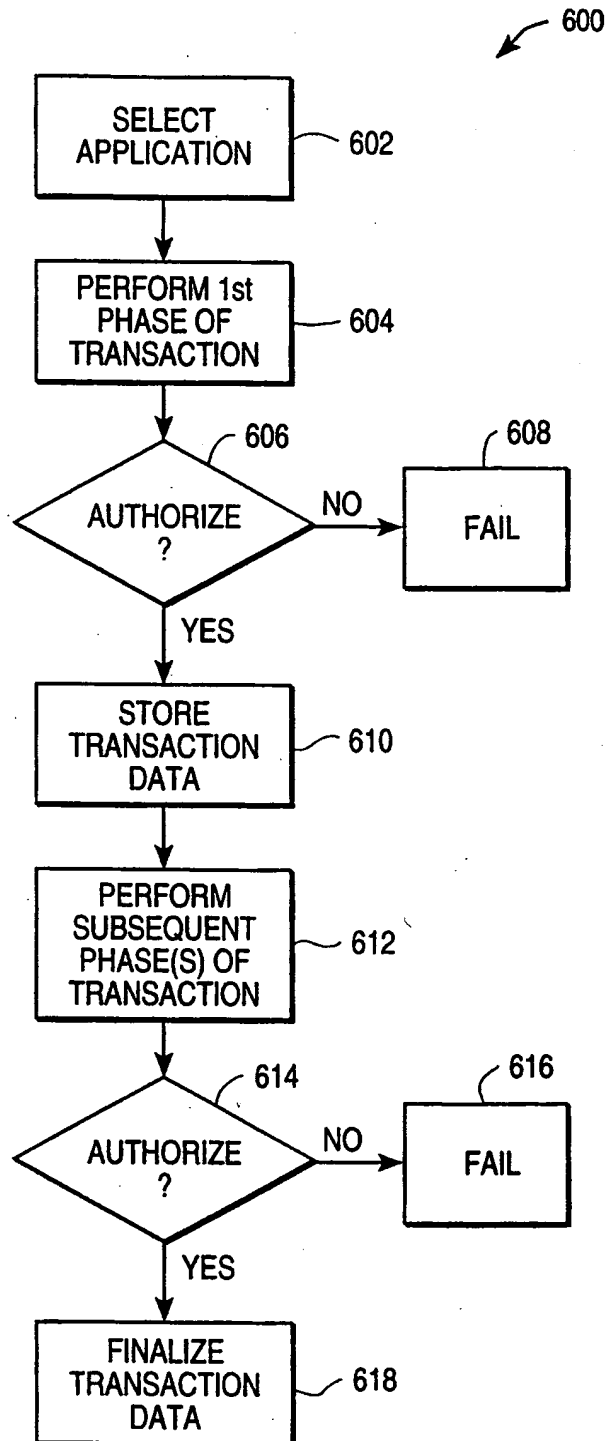 600
SELECT
APPLICATION
602
PERFORM 1st
PHASE OF
TRANSACTION
604
606
AUTHORIZE
?
NO
608
FAIL
YES
STORE
TRANSACTION
DATA
610
PERFORM
SUBSEQUENT
PHASE(S) OF
TRANSACTION
612
614
AUTHORIZE
?
NO
616
FAIL
YES
FINALIZE
TRANSACTION
DATA
618